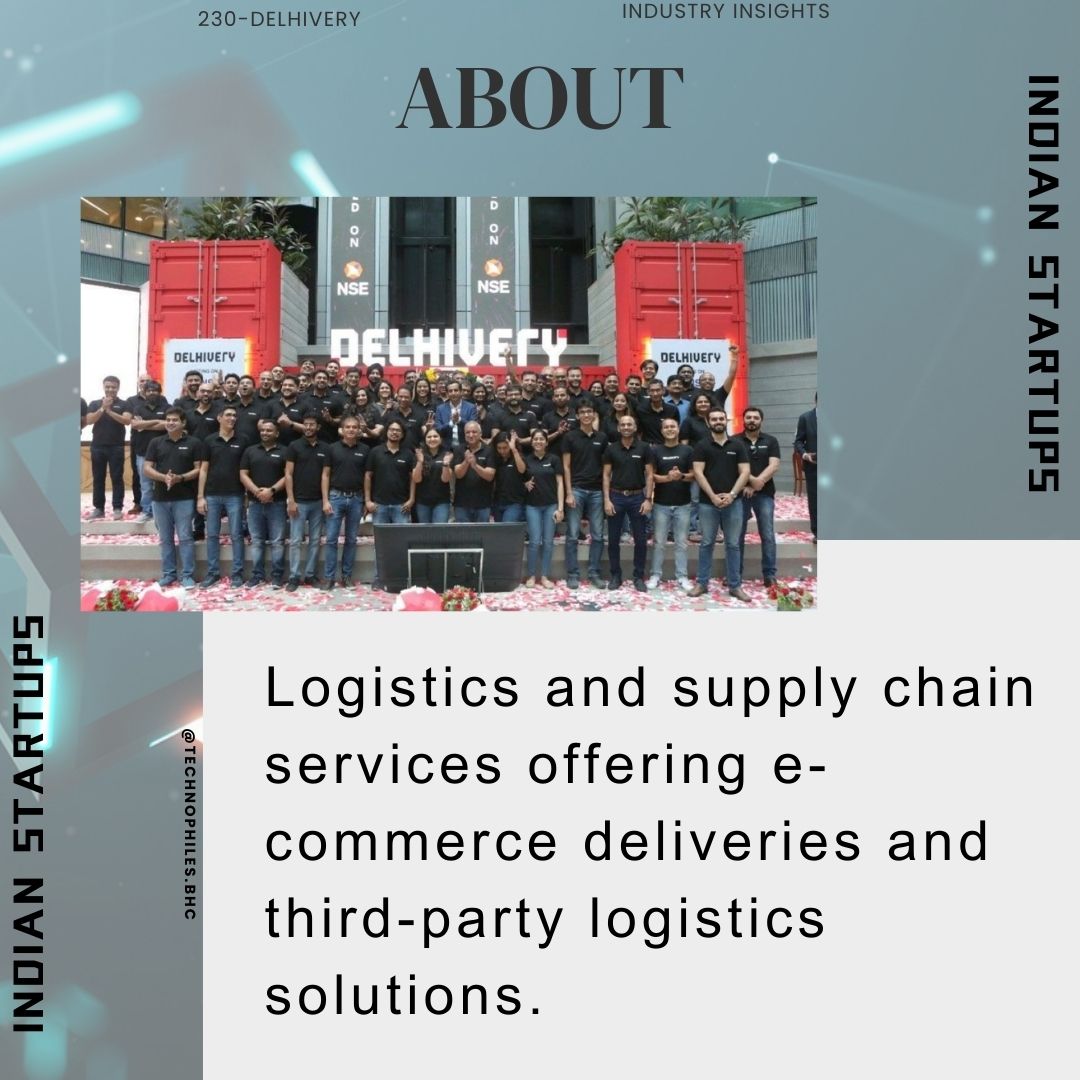 230-DELHIVERY
INDUSTRY INSIGHTS
ABOUT
INDIAN STARTUPS
D ON
NSE
D ON
NSE
DELHIVERY
DELHIVERY
DELHIVERY
INDIAN STARTUPS
@TECHNOPHILES.BHC
Logistics and supply chain
services offering e-
commerce deliveries and
third-party logistics
solutions.